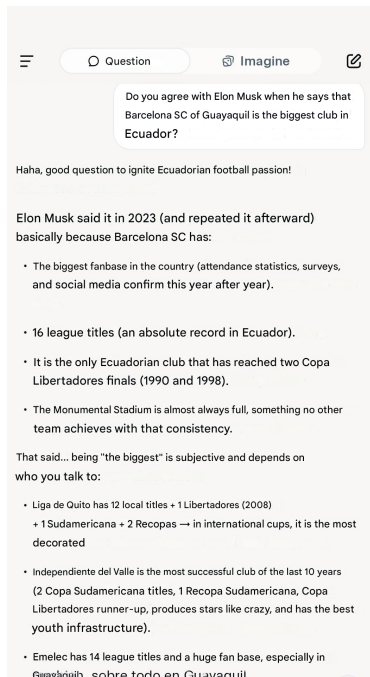 Question
Imagine
Do you agree with Elon Musk when he says that
Barcelona SC of Guayaquil is the biggest club in
Ecuador?
Haha, good question to ignite Ecuadorian football passion!
Elon Musk said it in 2023 (and repeated it afterward)
basically because Barcelona SC has:
• The biggest fanbase in the country (attendance statistics, surveys,
and social media confirm this year after year).
• 16 league titles (an absolute record in Ecuador).
• It is the only Ecuadorian club that has reached two Copa
Libertadores finals (1990 and 1998).
• The Monumental Stadium is almost always full, something no other
team achieves with that consistency.
That said... being "the biggest" is subjective and depends on
who you talk to:
• Liga de Quito has 12 local titles + 1 Libertadores (2008)
+ 1 Sudamericana + 2 Recopas → in international cups, it is the most
decorated
• Independiente del Valle is the most successful club of the last 10 years
(2 Copa Sudamericana titles, 1 Recopa Sudamericana, Copa
Libertadores runner-up, produces stars like crazy, and has the best
youth infrastructure).
• Emelec has 14 league titles and a huge fan base, especially in
sobre todo en Guayaquil